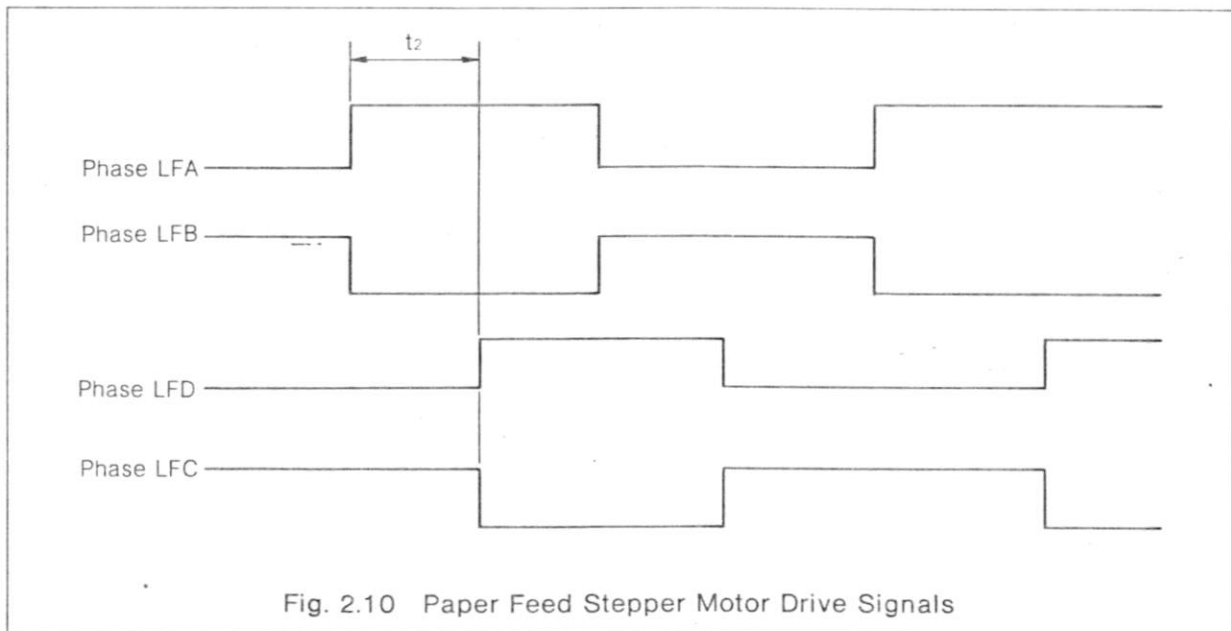 t2
Phase LFA
Phase LFB
Phase LFD
Phase LFC
Fig. 2.10 Paper Feed Stepper Motor Drive Signals